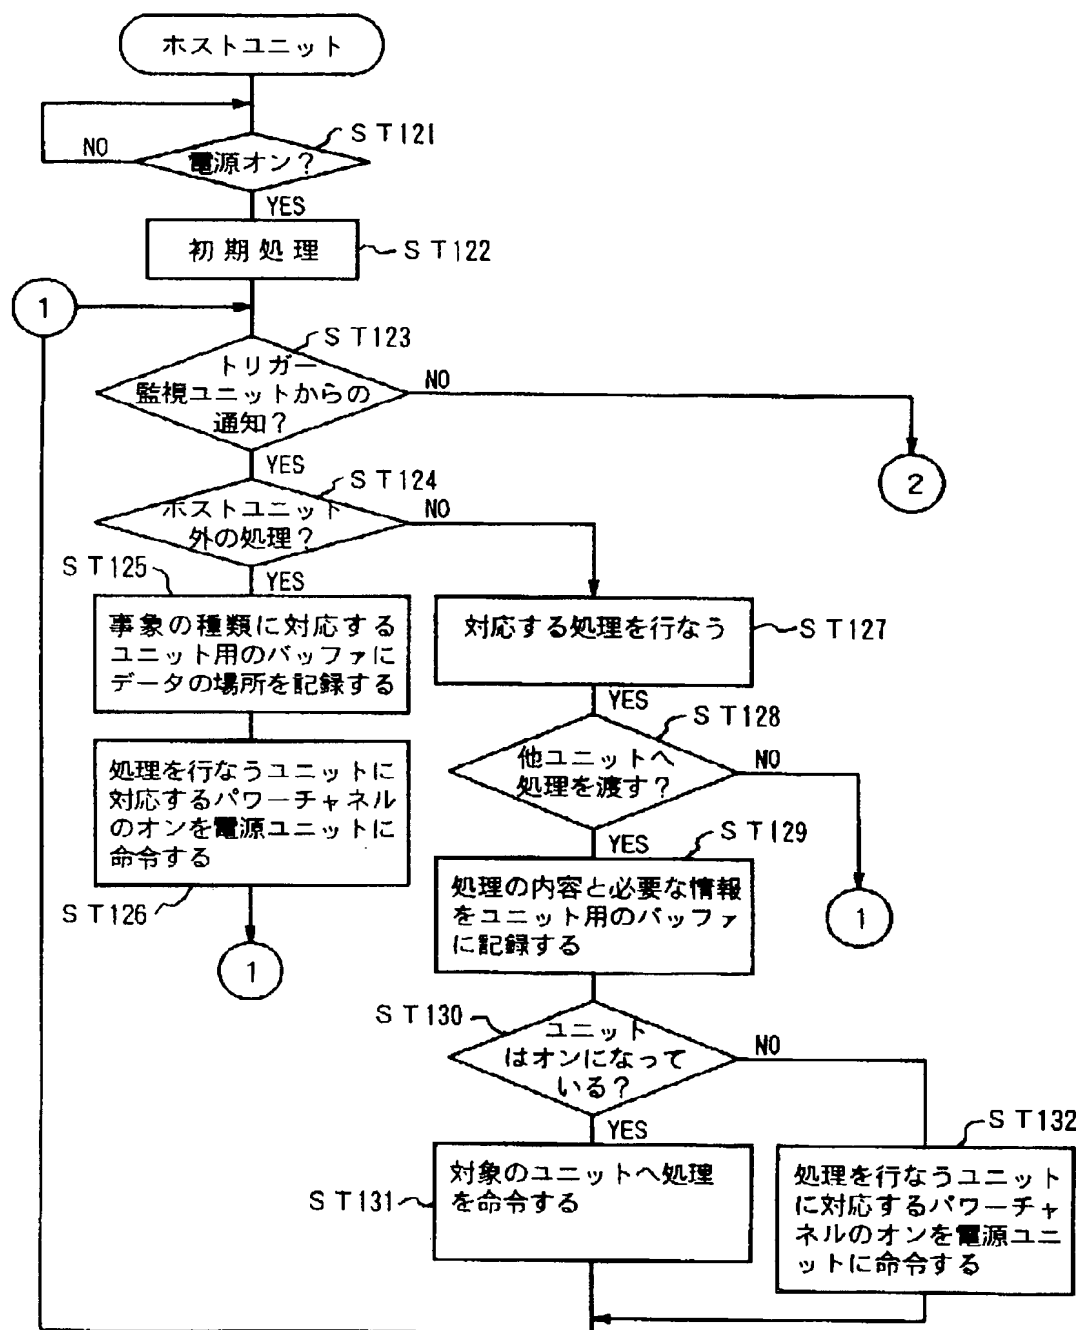 ホストユニット
ST121
NO
電源オン？
YES
初期処理
ST122
1
ST123
トリガー
監視ユニットからの
通知？
NO
YES
2
ST124
ホストユニット
外の処理？
NO
YES
ST125
事象の種類に対応する
ユニット用のバッファに
データの場所を記録する
対応する処理を行なう
ST127
YES
ST128
処理を行なうユニットに
対応するパワーチャネル
のオンを電源ユニットに
命令する
ST126
1
他ユニットへ
処理を渡す？
NO
YES
ST129
処理の内容と必要な情報
をユニット用のバッファ
に記録する
1
ST130
ユニット
はオンになって
いる？
NO
YES
ST132
対象のユニットへ処理
を命令する
ST131
処理を行なうユニット
に対応するパワーチャ
ネルのオンを電源ユニ
ットに命令する